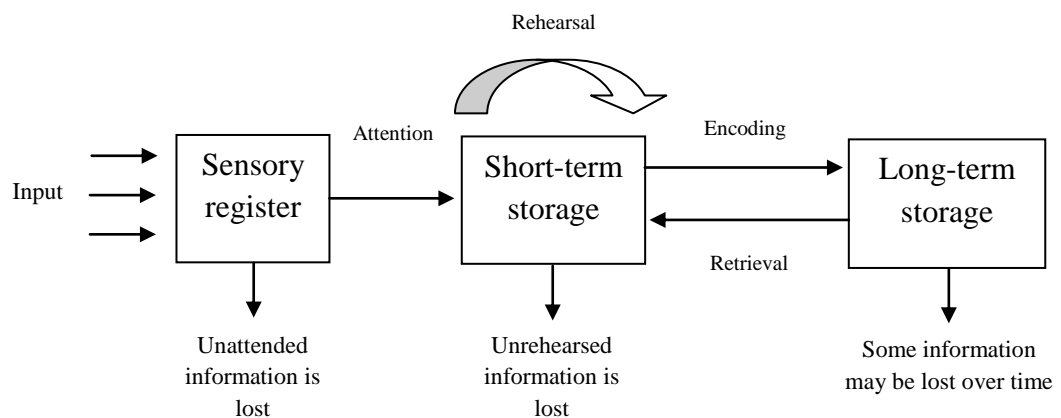 Rehearsal
Attention
Encoding
Input
Sensory
register
Short-term
storage
Long-term
storage
Retrieval
Unattended
information is
lost
Unrehearsed
information is
lost
Some information
may be lost over time